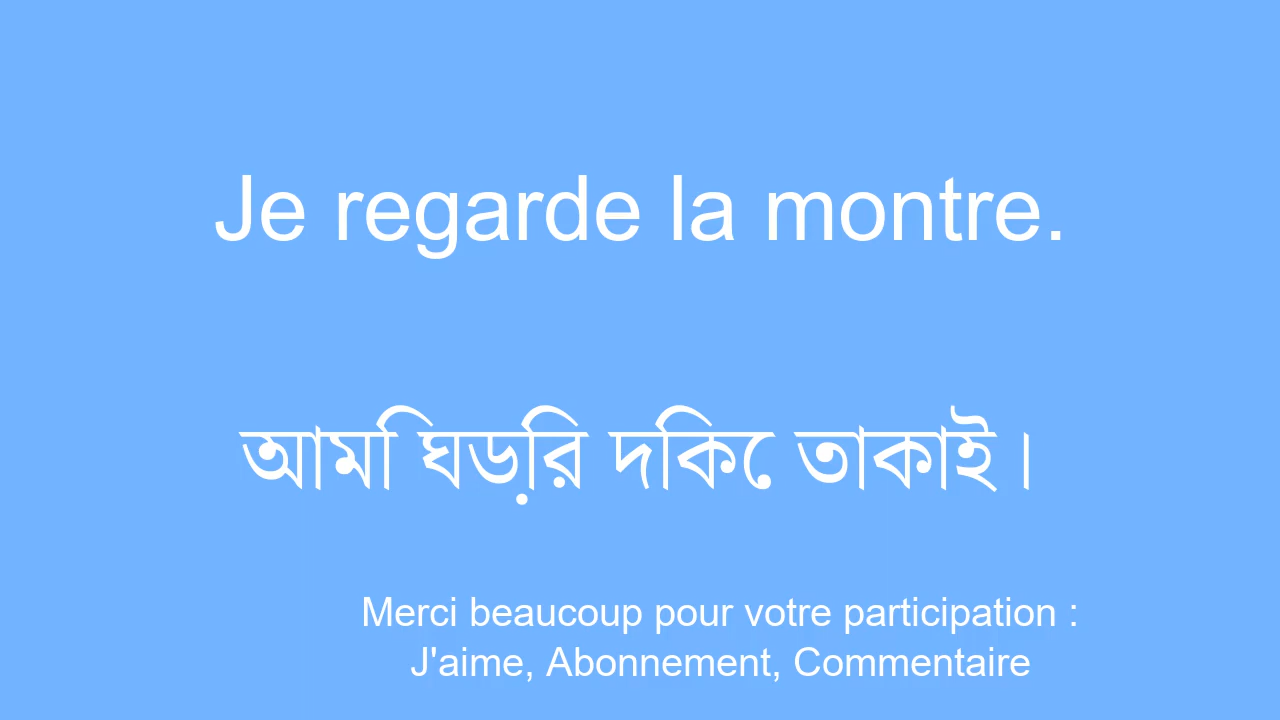 Je regarde la montre.
আমি ঘড়ির দিকে তাকাই।
Merci beaucoup pour votre participation :
J'aime, Abonnement, Commentaire